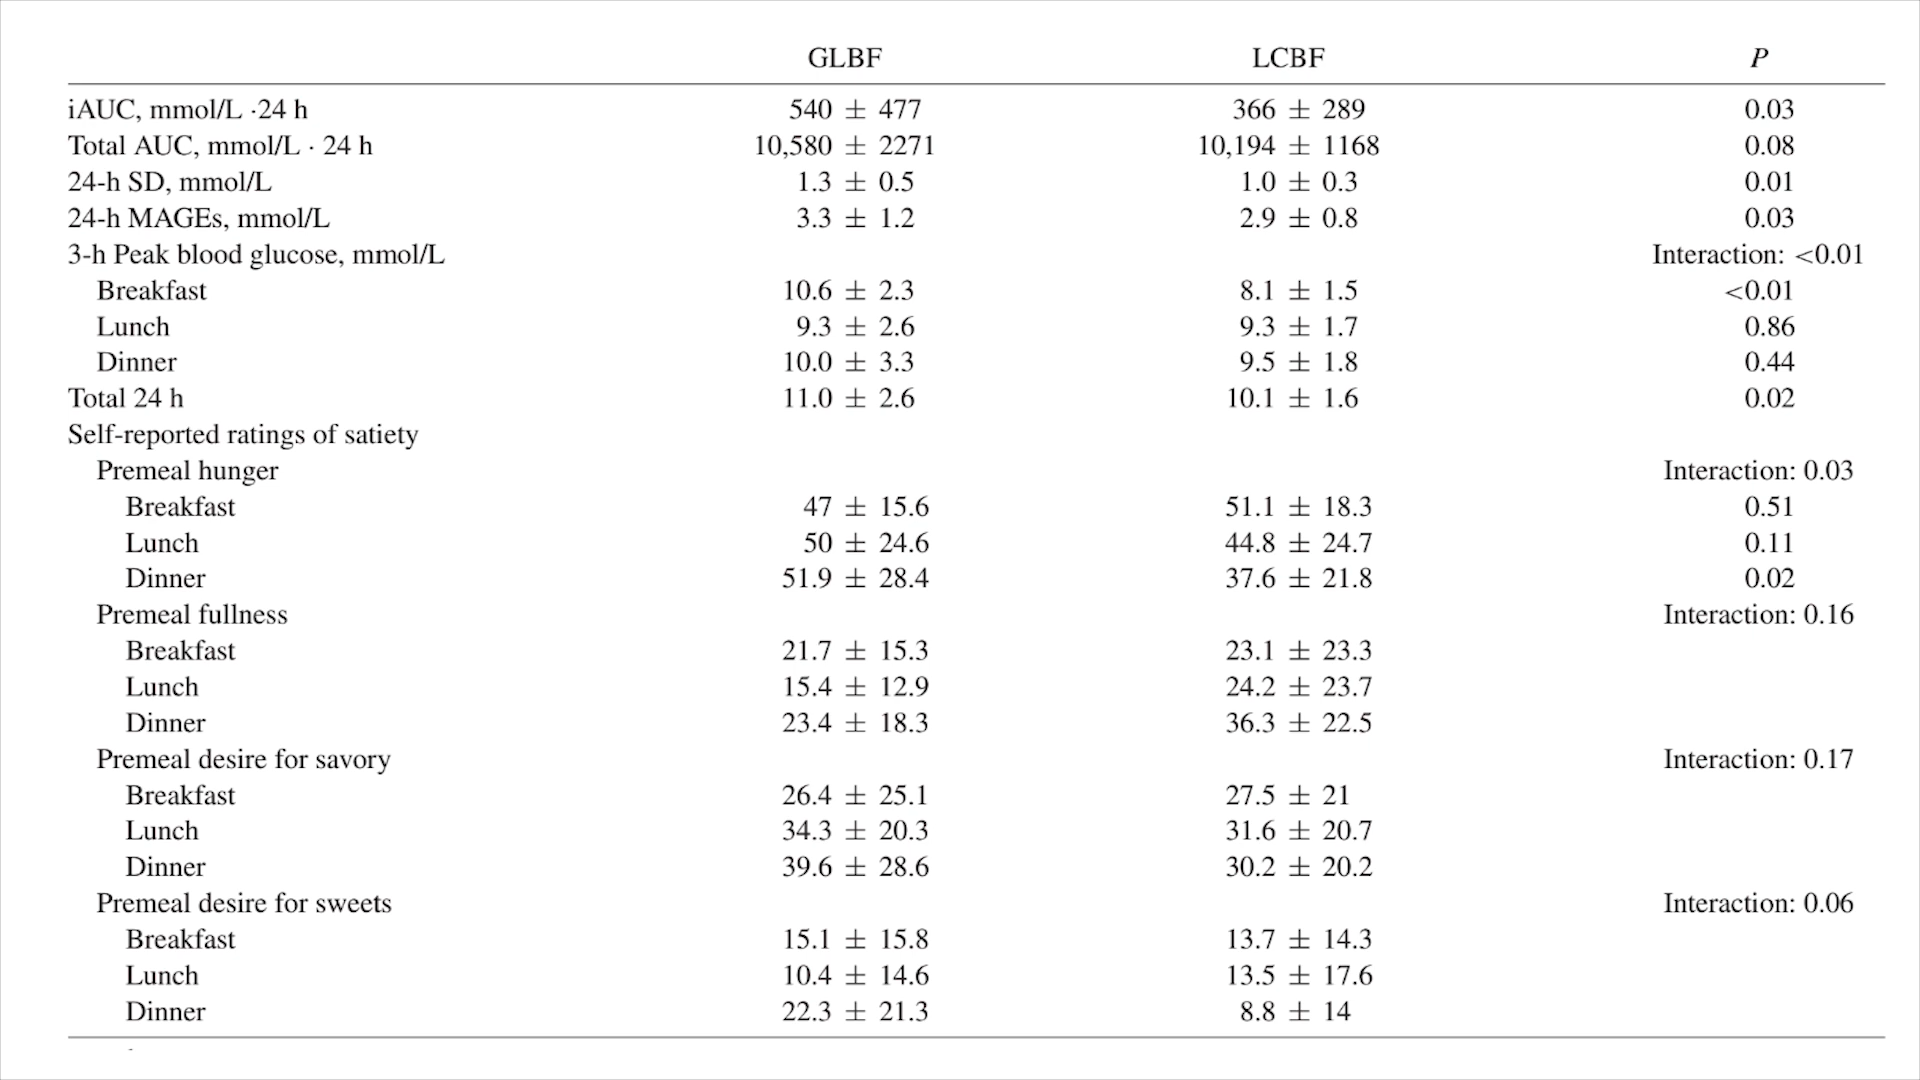 GLBF LCBF P
iAUC, mmol/L ·24 h 540 ± 477 366 ± 289 0.03
Total AUC, mmol/L · 24 h 10,580 ± 2271 10,194 ± 1168 0.08
24-h SD, mmol/L 1.3 ± 0.5 1.0 ± 0.3 0.01
24-h MAGEs, mmol/L 3.3 ± 1.2 2.9 ± 0.8 0.03
3-h Peak blood glucose, mmol/L Interaction: <0.01
Breakfast 10.6 ± 2.3 8.1 ± 1.5 <0.01
Lunch 9.3 ± 2.6 9.3 ± 1.7 0.86
Dinner 10.0 ± 3.3 9.5 ± 1.8 0.44
Total 24 h 11.0 ± 2.6 10.1 ± 1.6 0.02
Self-reported ratings of satiety
Premeal hunger Interaction: 0.03
Breakfast 47 ± 15.6 51.1 ± 18.3 0.51
Lunch 50 ± 24.6 44.8 ± 24.7 0.11
Dinner 51.9 ± 28.4 37.6 ± 21.8 0.02
Premeal fullness Interaction: 0.16
Breakfast 21.7 ± 15.3 23.1 ± 23.3
Lunch 15.4 ± 12.9 24.2 ± 23.7
Dinner 23.4 ± 18.3 36.3 ± 22.5
Premeal desire for savory Interaction: 0.17
Breakfast 26.4 ± 25.1 27.5 ± 21
Lunch 34.3 ± 20.3 31.6 ± 20.7
Dinner 39.6 ± 28.6 30.2 ± 20.2
Premeal desire for sweets Interaction: 0.06
Breakfast 15.1 ± 15.8 13.7 ± 14.3
Lunch 10.4 ± 14.6 13.5 ± 17.6
Dinner 22.3 ± 21.3 8.8 ± 14